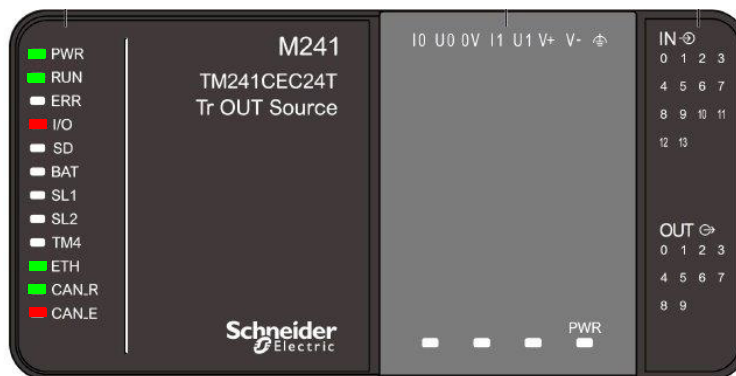 PWR
RUN
ERR
I/O
SD
BAT
SL1
SL2
TM4
ETH
CAN_R
CAN_E
M241
TM241CEC24T
Tr OUT Source
Schneider
Electric
I0 U0 0V I1 U1 V+ V-
PWR
IN
0 1 2 3
4 5 6 7
8 9 10 11
12 13
OUT
0 1 2 3
4 5 6 7
8 9